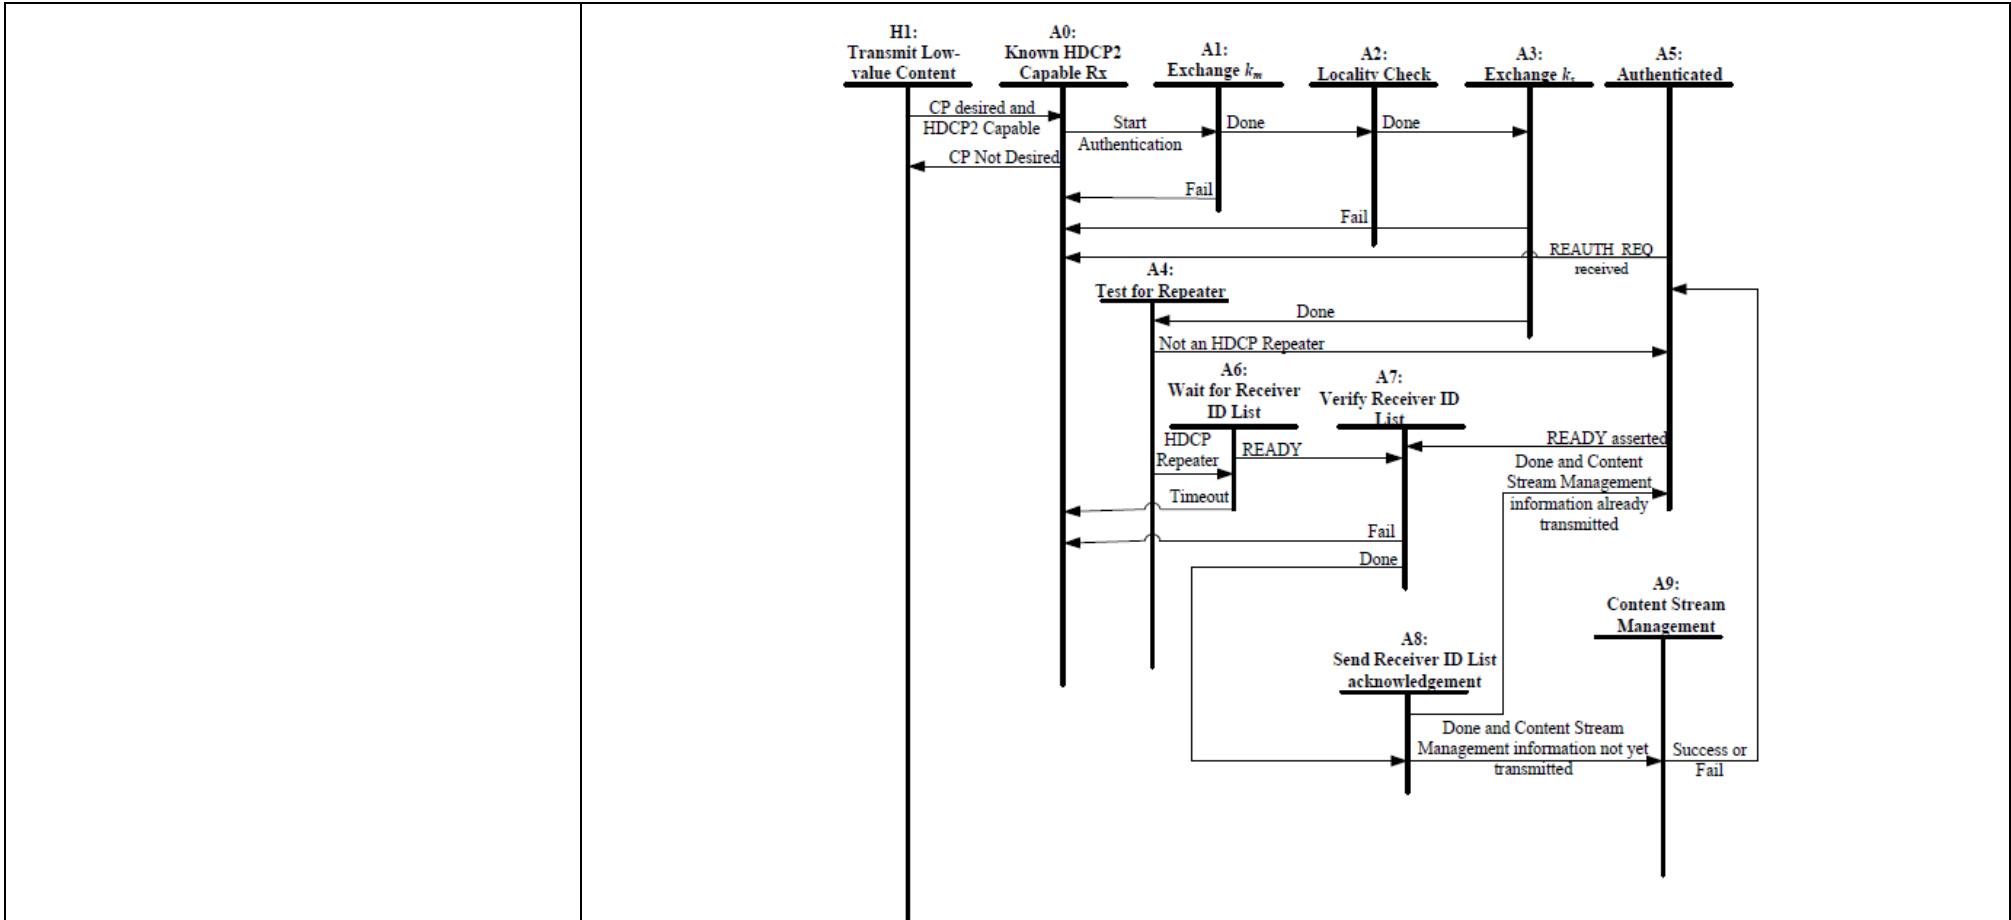 H1:
Transmit Low-
value Content
A0:
Known HDCP2
Capable Rx
A1:
Exchange km
A2:
Locality Check
A3:
Exchange ks
A5:
Authenticated
CP desired and
HDCP2 Capable
Start
Authentication
Done
Done
CP Not Desired
Fail
Fail
REAUTH_REQ
received
A4:
Test for Repeater
Done
Not an HDCP Repeater
A6:
Wait for Receiver
ID List
A7:
Verify Receiver ID
List
HDCP
Repeater
READY
READY asserted
Done and Content
Stream Management
information already
transmitted
Timeout
Fail
Done
A9:
Content Stream
Management
A8:
Send Receiver ID List
acknowledgement
Done and Content Stream
Management information not yet
transmitted
Success or
Fail